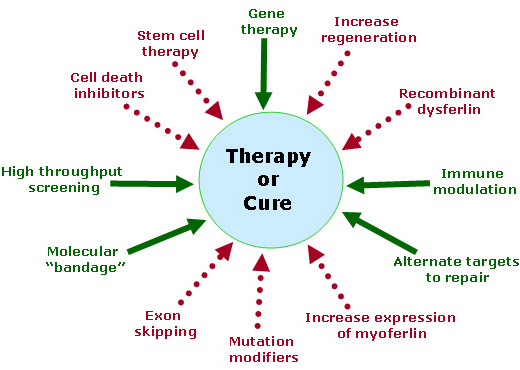 Gene
therapy
Increase
regeneration
Stem cell
therapy
Cell death
inhibitors
Recombinant
dysferlin
Therapy
or
Cure
High throughput
screening
Immune
modulation
Molecular
“bandage”
Alternate targets
to repair
Exon
skipping
Mutation
modifiers
Increase expression
of myoferlin